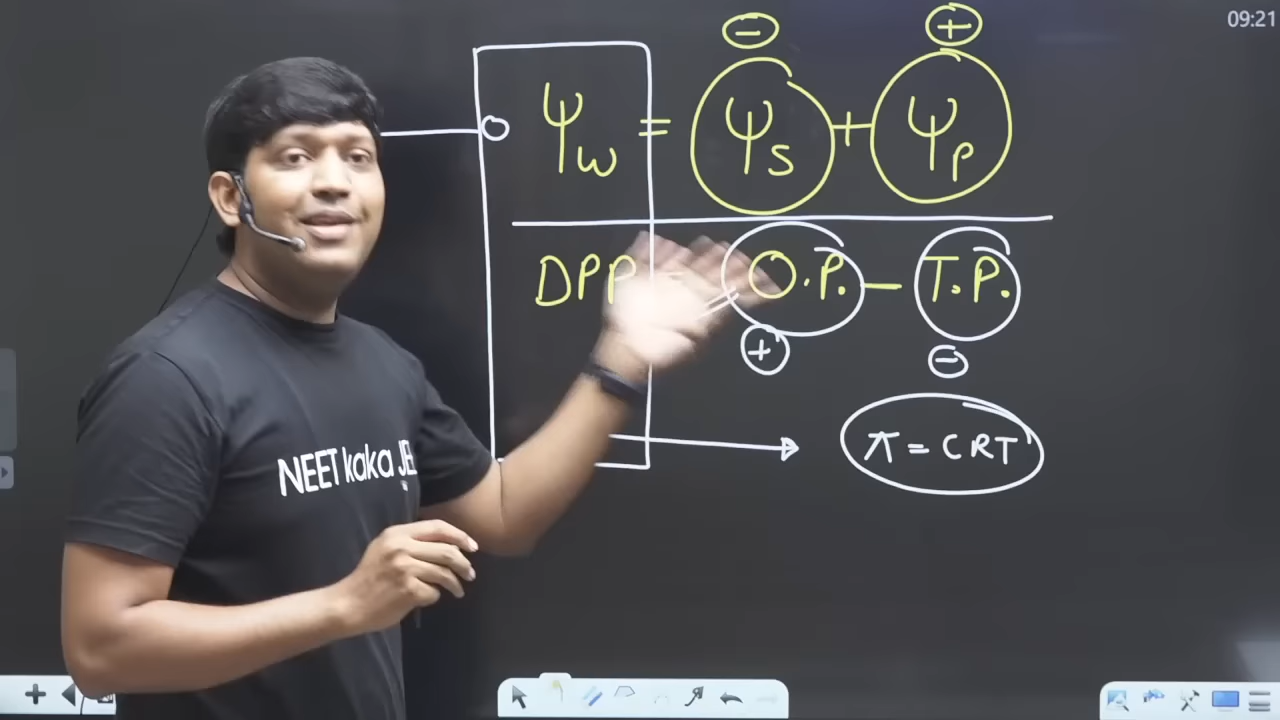 09:21
⊖ ⊕
Ψw = Ψs + Ψp
DPP = O.P. – T.P.
⊕ ⊖
π = CRT
NEET kaka JEE